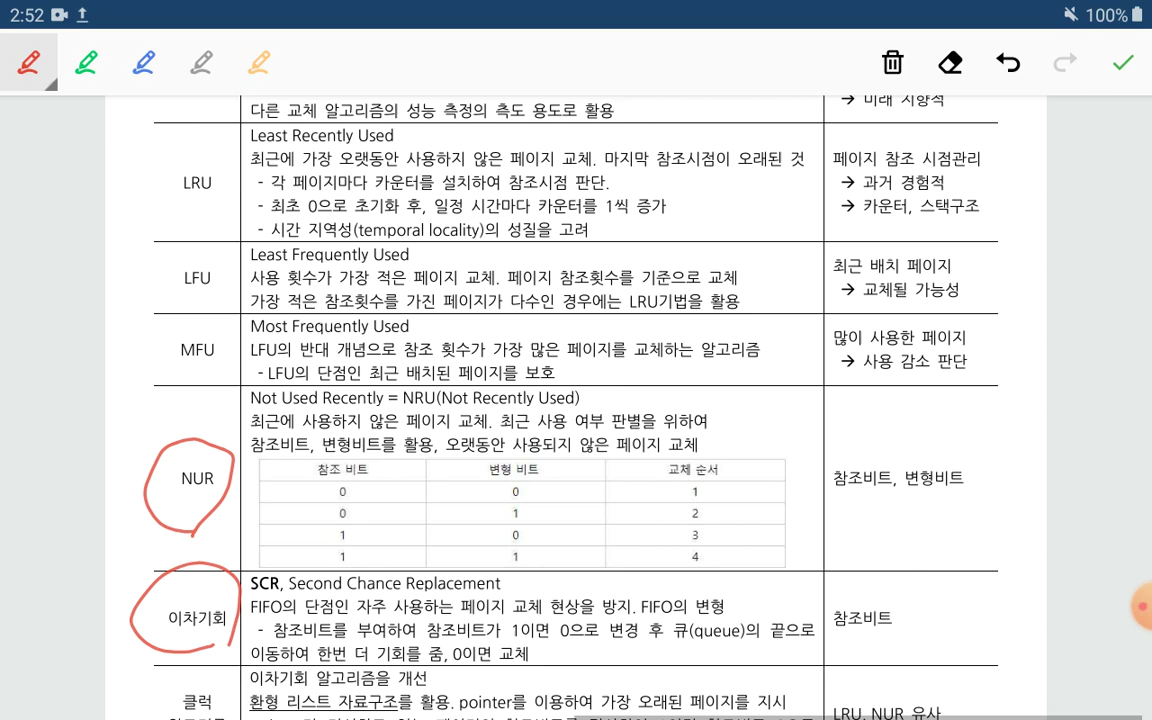 2:52
100%
다른 교체 알고리즘의 성능 측정의 측도 용도로 활용
→ 미래 지향적
LRU
Least Recently Used
최근에 가장 오랫동안 사용하지 않은 페이지 교체. 마지막 참조시점이 오래된 것
- 각 페이지마다 카운터를 설치하여 참조시점 판단.
- 최초 0으로 초기화 후, 일정 시간마다 카운터를 1씩 증가
- 시간 지역성(temporal locality)의 성질을 고려
페이지 참조 시점관리
→ 과거 경험적
→ 카운터, 스택구조
LFU
Least Frequently Used
사용 횟수가 가장 적은 페이지 교체. 페이지 참조횟수를 기준으로 교체
가장 적은 참조횟수를 가진 페이지가 다수인 경우에는 LRU기법을 활용
최근 배치 페이지
→ 교체될 가능성
MFU
Most Frequently Used
LFU의 반대 개념으로 참조 횟수가 가장 많은 페이지를 교체하는 알고리즘
- LFU의 단점인 최근 배치된 페이지를 보호
많이 사용한 페이지
→ 사용 감소 판단
NUR
Not Used Recently = NRU(Not Recently Used)
최근에 사용하지 않은 페이지 교체. 최근 사용 여부 판별을 위하여
참조비트, 변형비트를 활용, 오랫동안 사용되지 않은 페이지 교체
참조 비트 변형 비트 교체 순서
0 0 1
0 1 2
1 0 3
1 1 4
참조비트, 변형비트
이차기회
SCR, Second Chance Replacement
FIFO의 단점인 자주 사용하는 페이지 교체 현상을 방지. FIFO의 변형
- 참조비트를 부여하여 참조비트가 1이면 0으로 변경 후 큐(queue)의 끝으로
이동하여 한번 더 기회를 줌, 0이면 교체
참조비트
클럭
이차기회 알고리즘을 개선
환형 리스트 자료구조를 활용. pointer를 이용하여 가장 오래된 페이지를 지시
LRU, NUR 유사